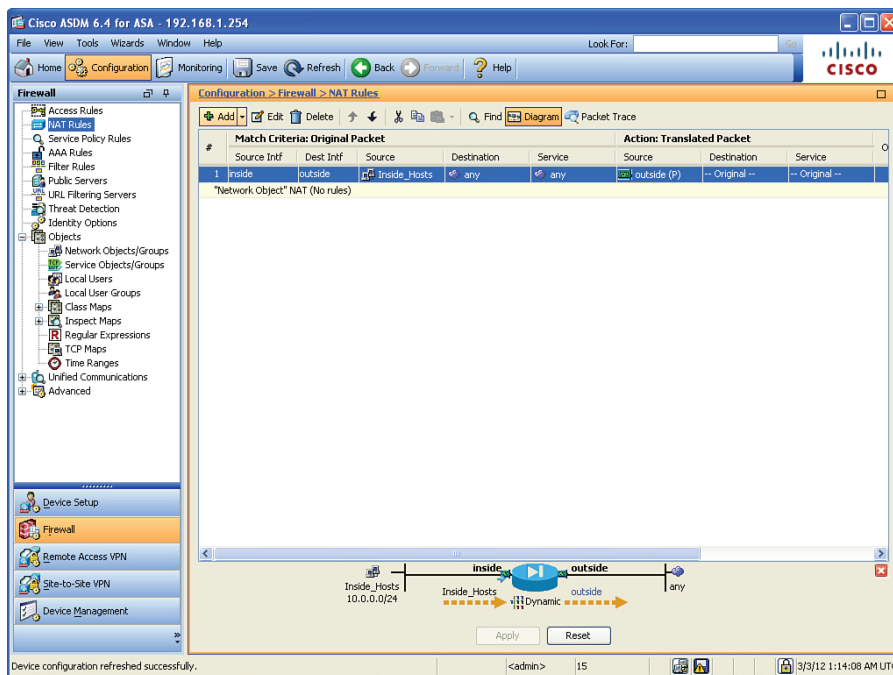 Cisco ASDM 6.4 for ASA - 192.168.1.254
File View Tools Wizards Window Help Look For: Go
Home Configuration Monitoring Save Refresh Back Forward Help
CISCO
Firewall
Access Rules
NAT Rules
Service Policy Rules
AAA Rules
Filter Rules
Public Servers
URL URL Filtering Servers
Threat Detection
Identity Options
Objects
Network Objects/Groups
Service Objects/Groups
Local Users
Local User Groups
Class Maps
Inspect Maps
R Regular Expressions
TCP Maps
Time Ranges
Unified Communications
Advanced
Device Setup
Firewall
Remote Access VPN
Site-to-Site VPN
Device Management
»
Configuration > Firewall > NAT Rules
Add Edit Delete Find Diagram Packet Trace
# Match Criteria: Original Packet Action: Translated Packet O
Source Intf Dest Intf Source Destination Service Source Destination Service
1 inside outside Inside_Hosts any any outside (P) -- Original -- -- Original --
"Network Object" NAT (No rules)
inside outside
Inside_Hosts
10.0.0.0/24
Inside_Hosts Dynamic outside
any
Apply Reset
Device configuration refreshed successfully. <admin> 15 3/3/12 1:14:08 AM UT